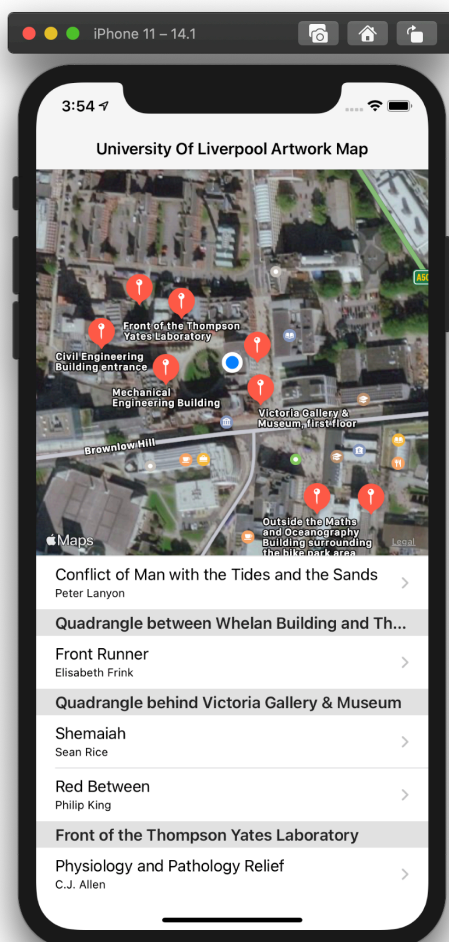 iPhone 11 – 14.1
3:54
University Of Liverpool Artwork Map
A50
Front of the Thompson
Yates Laboratory
Civil Engineering
Building entrance
Mechanical
Engineering Building
Victoria Gallery &
Museum, first floor
Brownlow Hill
Outside the Maths
and Oceanography
Building surrounding
the bike park area
Maps
Legal
Conflict of Man with the Tides and the Sands
Peter Lanyon
Quadrangle between Whelan Building and Th...
Front Runner
Elisabeth Frink
Quadrangle behind Victoria Gallery & Museum
Shemaiah
Sean Rice
Red Between
Philip King
Front of the Thompson Yates Laboratory
Physiology and Pathology Relief
C.J. Allen